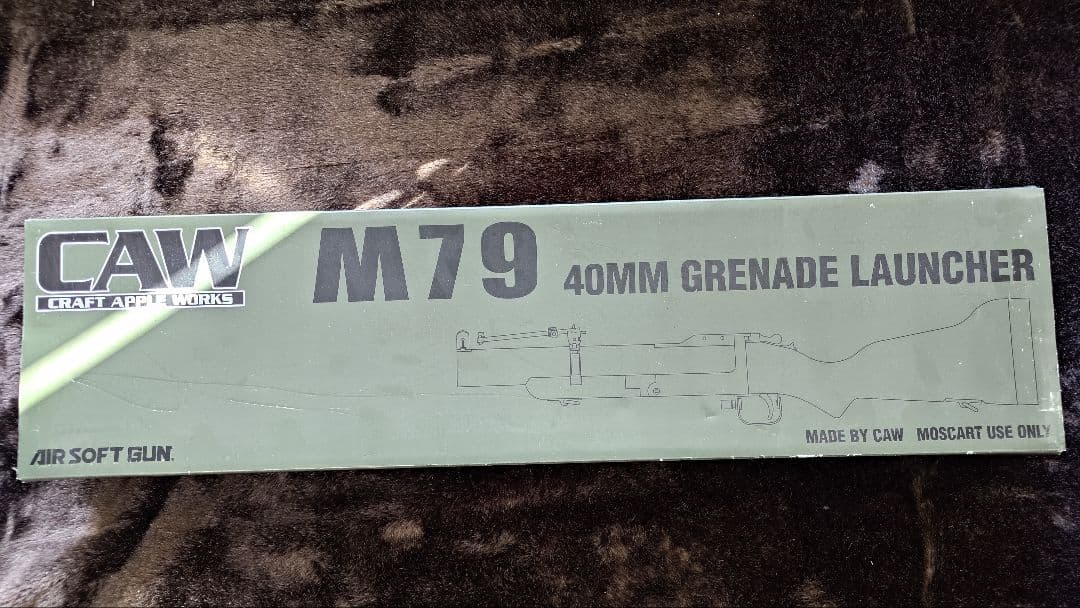 CAW
CRAFT APPLE WORKS
M79 40MM GRENADE LAUNCHER
AIR SOFT GUN.
MADE BY CAW MOSCART USE ONLY